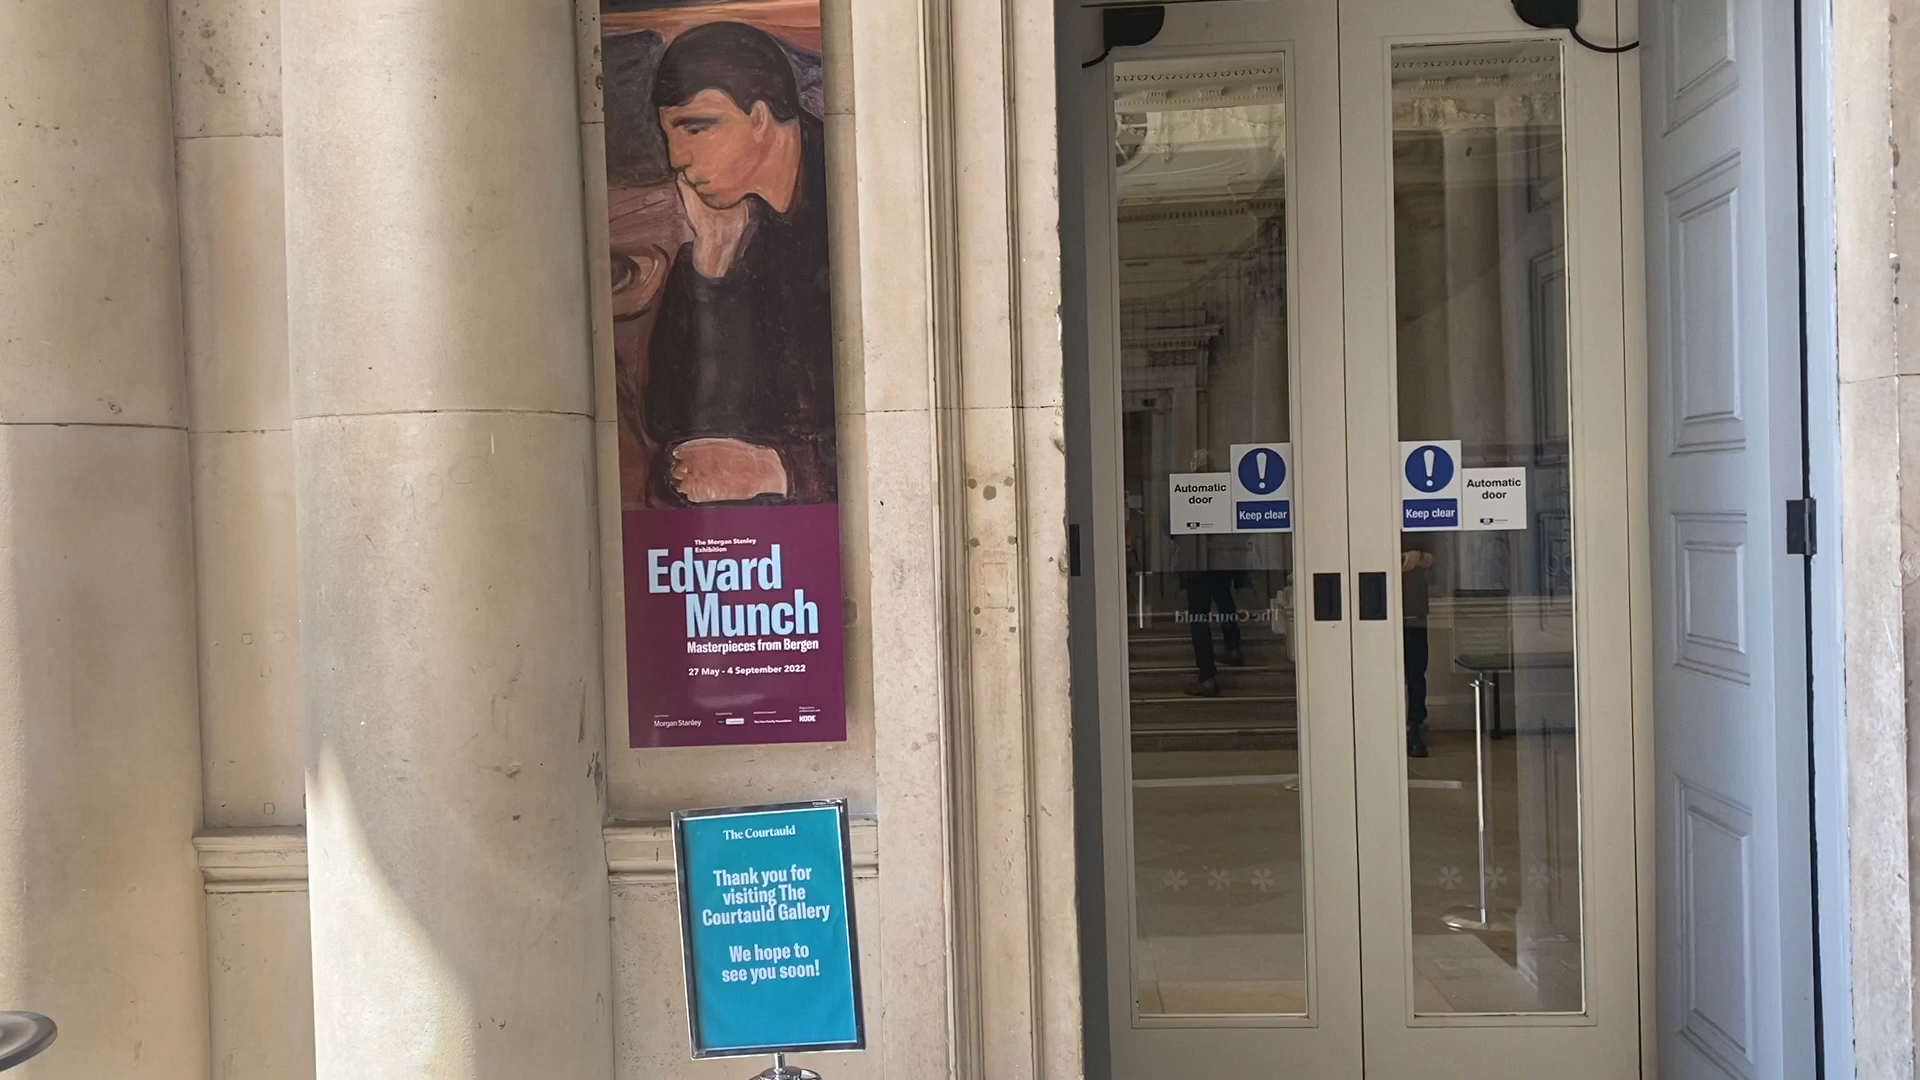 The Morgan Stanley
Exhibition
Edvard
Munch
Masterpieces from Bergen
27 May - 4 September 2022
Morgan Stanley
KODE
The Courtauld
Thank you for
visiting The
Courtauld Gallery
We hope to
see you soon!
Automatic
door
Keep clear
The Courtauld
Keep clear
Automatic
door